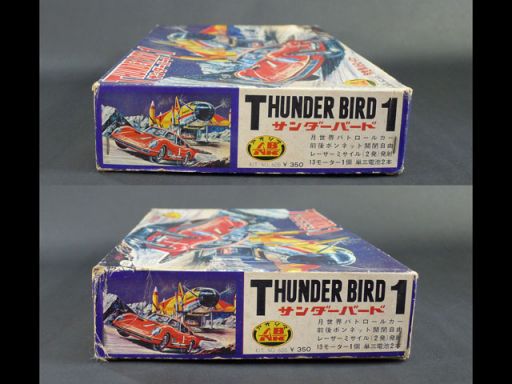 THUNDER BIRD 1
サンダーバード
月世界パトロールカー
前後ボンネット開閉自由
レーザーミサイル(2発)発射
13モーター1個 単三電池2本
¥350
THUNDER BIRD 1
サンダーバード
月世界パトロールカー
前後ボンネット開閉自由
レーザーミサイル(2発)発射
13モーター1個 単三電池2本
¥350